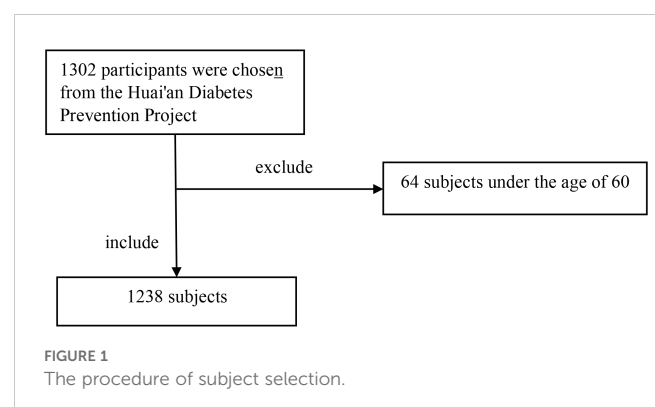 1302 participants were chosen
from the Huai'an Diabetes
Prevention Project
exclude
64 subjects under the age of 60
include
1238 subjects
FIGURE 1
The procedure of subject selection.